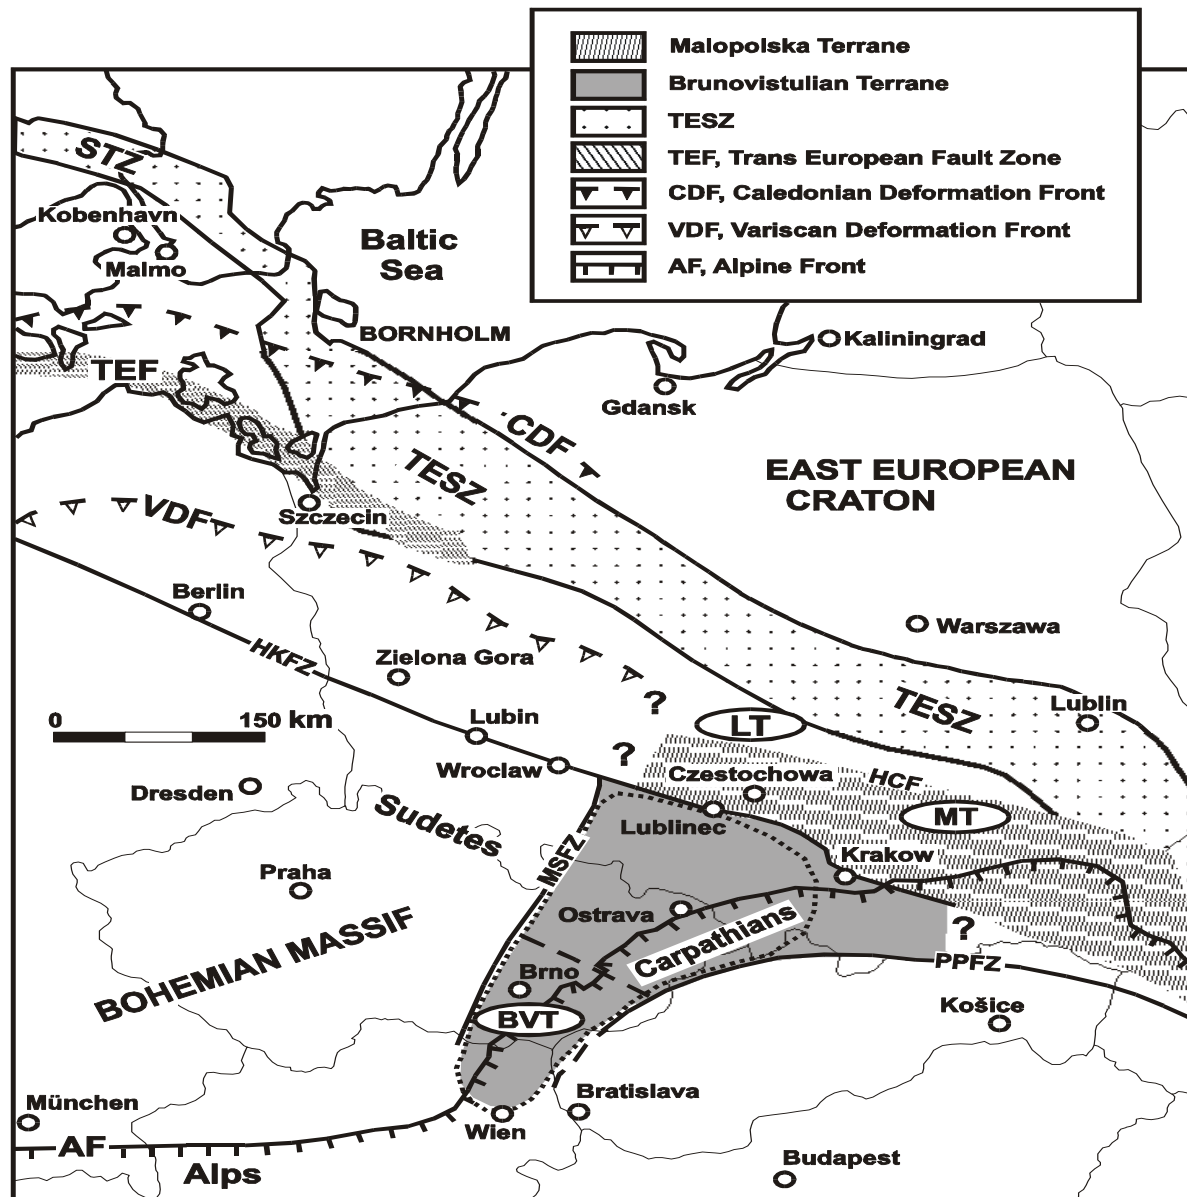 Malopolska Terrane
Brunovistulian Terrane
TESZ
TEF, Trans European Fault Zone
CDF, Caledonian Deformation Front
VDF, Variscan Deformation Front
AF, Alpine Front
STZ
Kobenhavn
Malmo
Baltic
Sea
BORNHOLM
Kaliningrad
TEF
Gdansk
CDF
TESZ
EAST EUROPEAN
CRATON
VDF
Szczecin
Berlin
Warszawa
HKFZ
Zielona Gora
?
TESZ
Lublin
0 150 km
Lubin
LT
?
Wroclaw
Czestochowa
HCF
Dresden
Sudetes
Lublinec
MT
MSFZ
Krakow
Praha
Ostrava
Carpathians
?
BOHEMIAN MASSIF
Brno
PPFZ
BVT
Košice
München
Bratislava
Wien
AF
Alps
Budapest